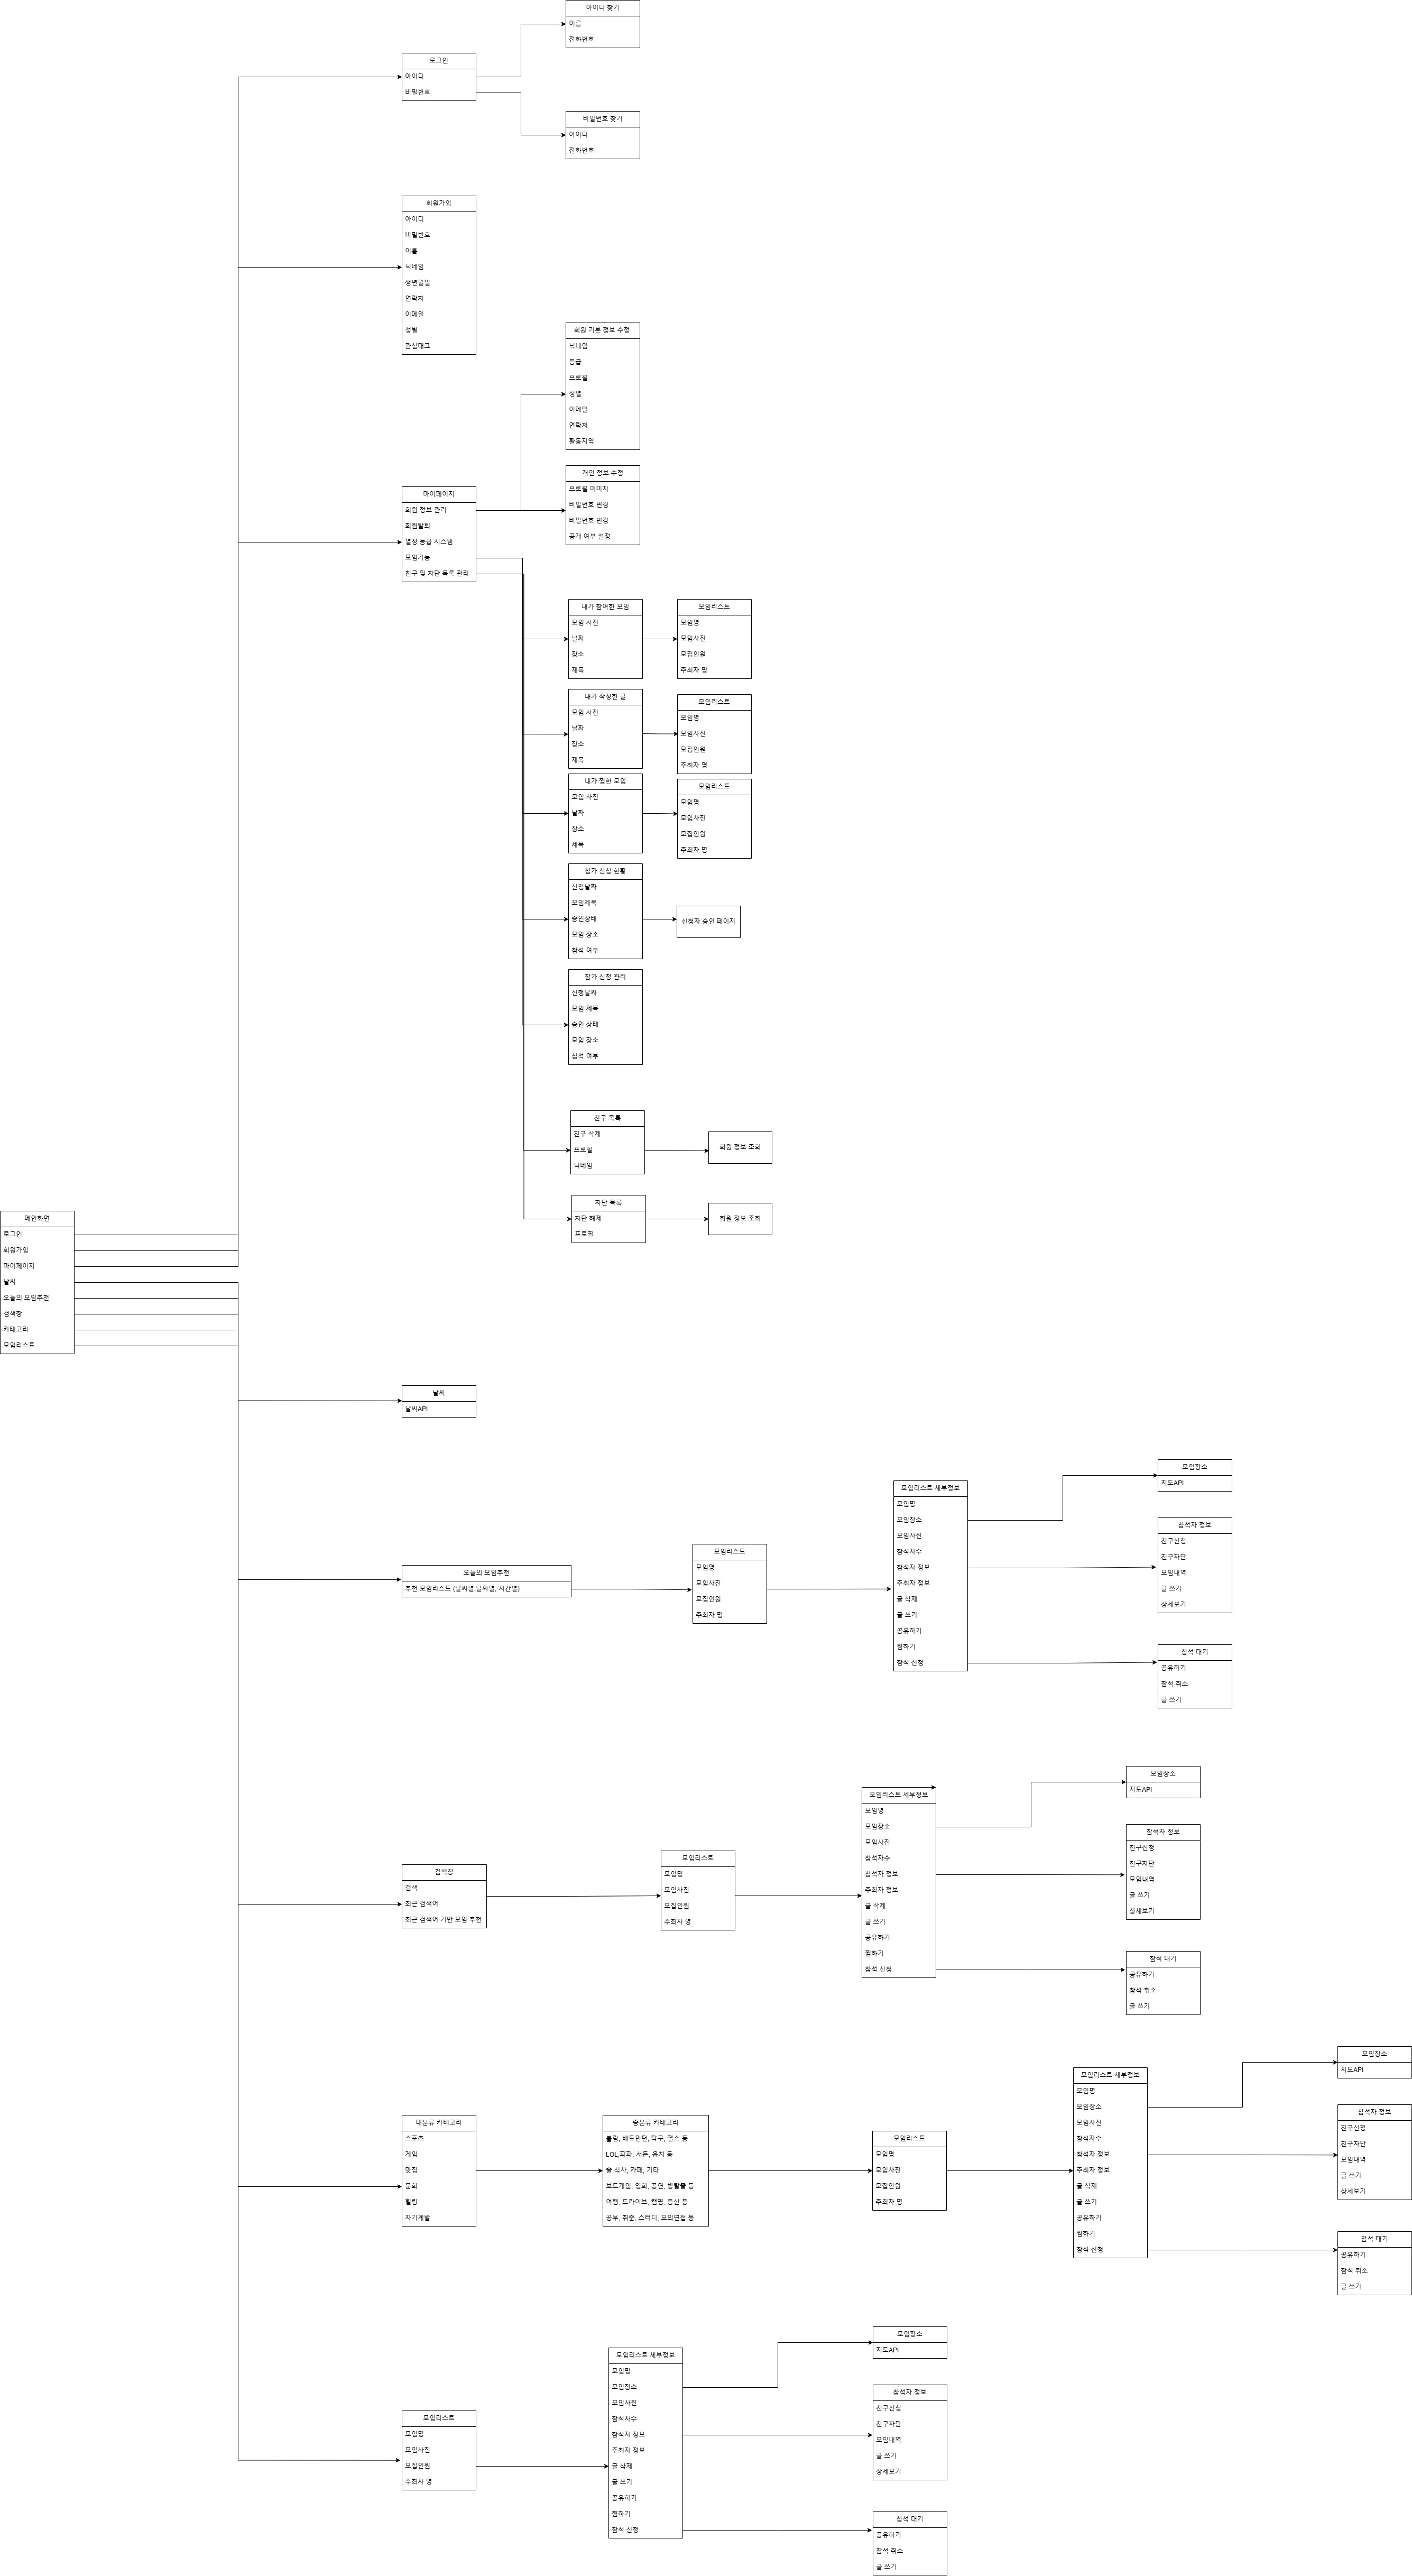 아이디 찾기
이름
전화번호
로그인
아이디
비밀번호
비밀번호 찾기
아이디
전화번호
회원가입
아이디
비밀번호
이름
닉네임
생년월일
연락처
이메일
성별
관심태그
회원 기본 정보 수정
닉네임
등급
프로필
성별
이메일
연락처
활동지역
개인 정보 수정
프로필 이미지
비밀번호 변경
비밀번호 변경
공개 여부 설정
마이페이지
회원 정보 관리
회원탈퇴
열정 등급 시스템
모임기능
친구 및 차단 목록 관리
내가 참여한 모임
모임 사진
날짜
장소
제목
모임리스트
모임명
모임사진
모집인원
주최자 명
내가 작성한 글
모임 사진
날짜
장소
제목
모임리스트
모임명
모임사진
모집인원
주최자 명
내가 찜한 모임
모임 사진
날짜
장소
제목
모임리스트
모임명
모임사진
모집인원
주최자 명
참가 신청 현황
신청날짜
모임제목
승인상태
모임 장소
참석 여부
신청자 승인 페이지
참가 신청 관리
신청날짜
모임 제목
승인 상태
모임 장소
참석 여부
친구 목록
친구 삭제
프로필
닉네임
회원 정보 조회
차단 목록
차단 해제
프로필
회원 정보 조회
메인화면
로그인
회원가입
마이페이지
날씨
오늘의 모임추천
검색창
카테고리
모임리스트
날씨
날씨API
오늘의 모임추천
추천 모임리스트 (날씨별,날짜별, 시간별)
모임리스트
모임명
모임사진
모집인원
주최자 명
모임리스트 세부정보
모임명
모임장소
모임사진
참석자수
참석자 정보
주최자 정보
글 삭제
글 쓰기
공유하기
찜하기
참석 신청
모임장소
지도API
참석자 정보
친구신청
친구차단
모임내역
글 쓰기
상세보기
참석 대기
공유하기
참석 취소
글 쓰기
검색창
검색
최근 검색어
최근 검색어 기반 모임 추천
모임리스트
모임명
모임사진
모집인원
주최자 명
모임리스트 세부정보
모임명
모임장소
모임사진
참석자수
참석자 정보
주최자 정보
글 삭제
글 쓰기
공유하기
찜하기
참석 신청
모임장소
지도API
참석자 정보
친구신청
친구차단
모임내역
글 쓰기
상세보기
참석 대기
공유하기
참석 취소
글 쓰기
대분류 카테고리
스포츠
게임
맛집
문화
힐링
자기계발
중분류 카테고리
볼링, 배드민턴, 탁구, 헬스 등
LOL,피파, 서든, 옵치 등
술 식사, 카페, 기타
보드게임, 영화, 공연, 방탈출 등
여행, 드라이브, 캠핑, 등산 등
공부, 취준, 스터디, 모의면접 등
모임리스트
모임명
모임사진
모집인원
주최자 명
모임리스트 세부정보
모임명
모임장소
모임사진
참석자수
참석자 정보
주최자 정보
글 삭제
글 쓰기
공유하기
찜하기
참석 신청
모임장소
지도API
참석자 정보
친구신청
친구차단
모임내역
글 쓰기
상세보기
참석 대기
공유하기
참석 취소
글 쓰기
모임리스트
모임명
모임사진
모집인원
주최자 명
모임리스트 세부정보
모임명
모임장소
모임사진
참석자수
참석자 정보
주최자 정보
글 삭제
글 쓰기
공유하기
찜하기
참석 신청
모임장소
지도API
참석자 정보
친구신청
친구차단
모임내역
글 쓰기
상세보기
참석 대기
공유하기
참석 취소
글 쓰기